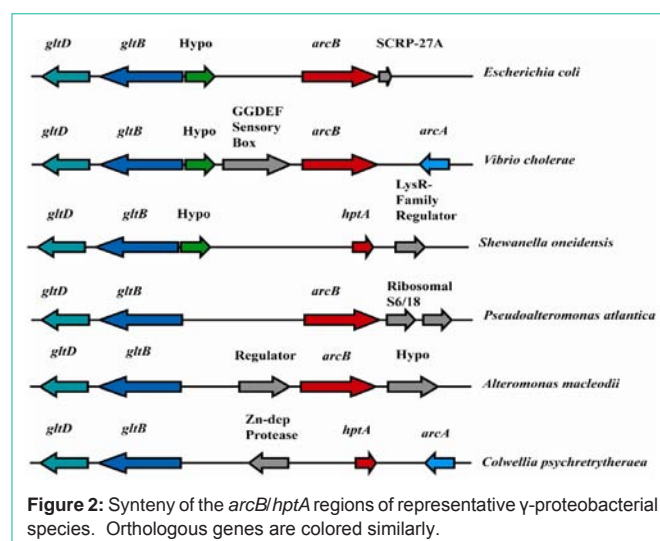 gltD gltB Hypo arcB SCRP-27A
Escherichia coli
GGDEF
Sensory
Box
gltD gltB Hypo arcB arcA
Vibrio cholerae
LysR-
Family
Regulator
gltD gltB Hypo hptA
Shewanella oneidensis
Ribosomal
S6/18
gltD gltB arcB
Pseudoalteromonas atlantica
gltD gltB Regulator arcB Hypo
Alteromonas macleodii
Zn-dep
Protease
gltD gltB hptA arcA
Colwellia psychretrytheraea
Figure 2: Synteny of the arcB/hptA regions of representative γ-proteobacterial
species. Orthologous genes are colored similarly.